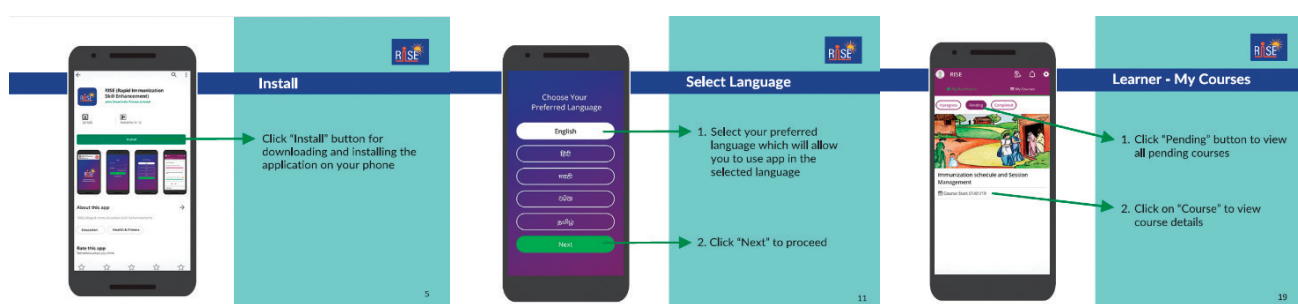 RISE
Install
RISE (Rapid Immunization
Skill Enhancement)
Install
About this app
Education
Health & Fitness
Rate this app
Click “Install” button for
downloading and installing the
application on your phone
5
RISE
Select Language
Choose Your
Preferred Language
English
हिंदी
मराठी
ଓଡ଼ିଆ
தமிழ்
Next
1. Select your preferred
language which will allow
you to use app in the
selected language
2. Click “Next” to proceed
11
RISE
Learner - My Courses
RISE
My Courses
Inprogress
Pending
Completed
Immunization schedule and Session
Management
1. Click “Pending” button to view
all pending courses
2. Click on “Course” to view
course details
19